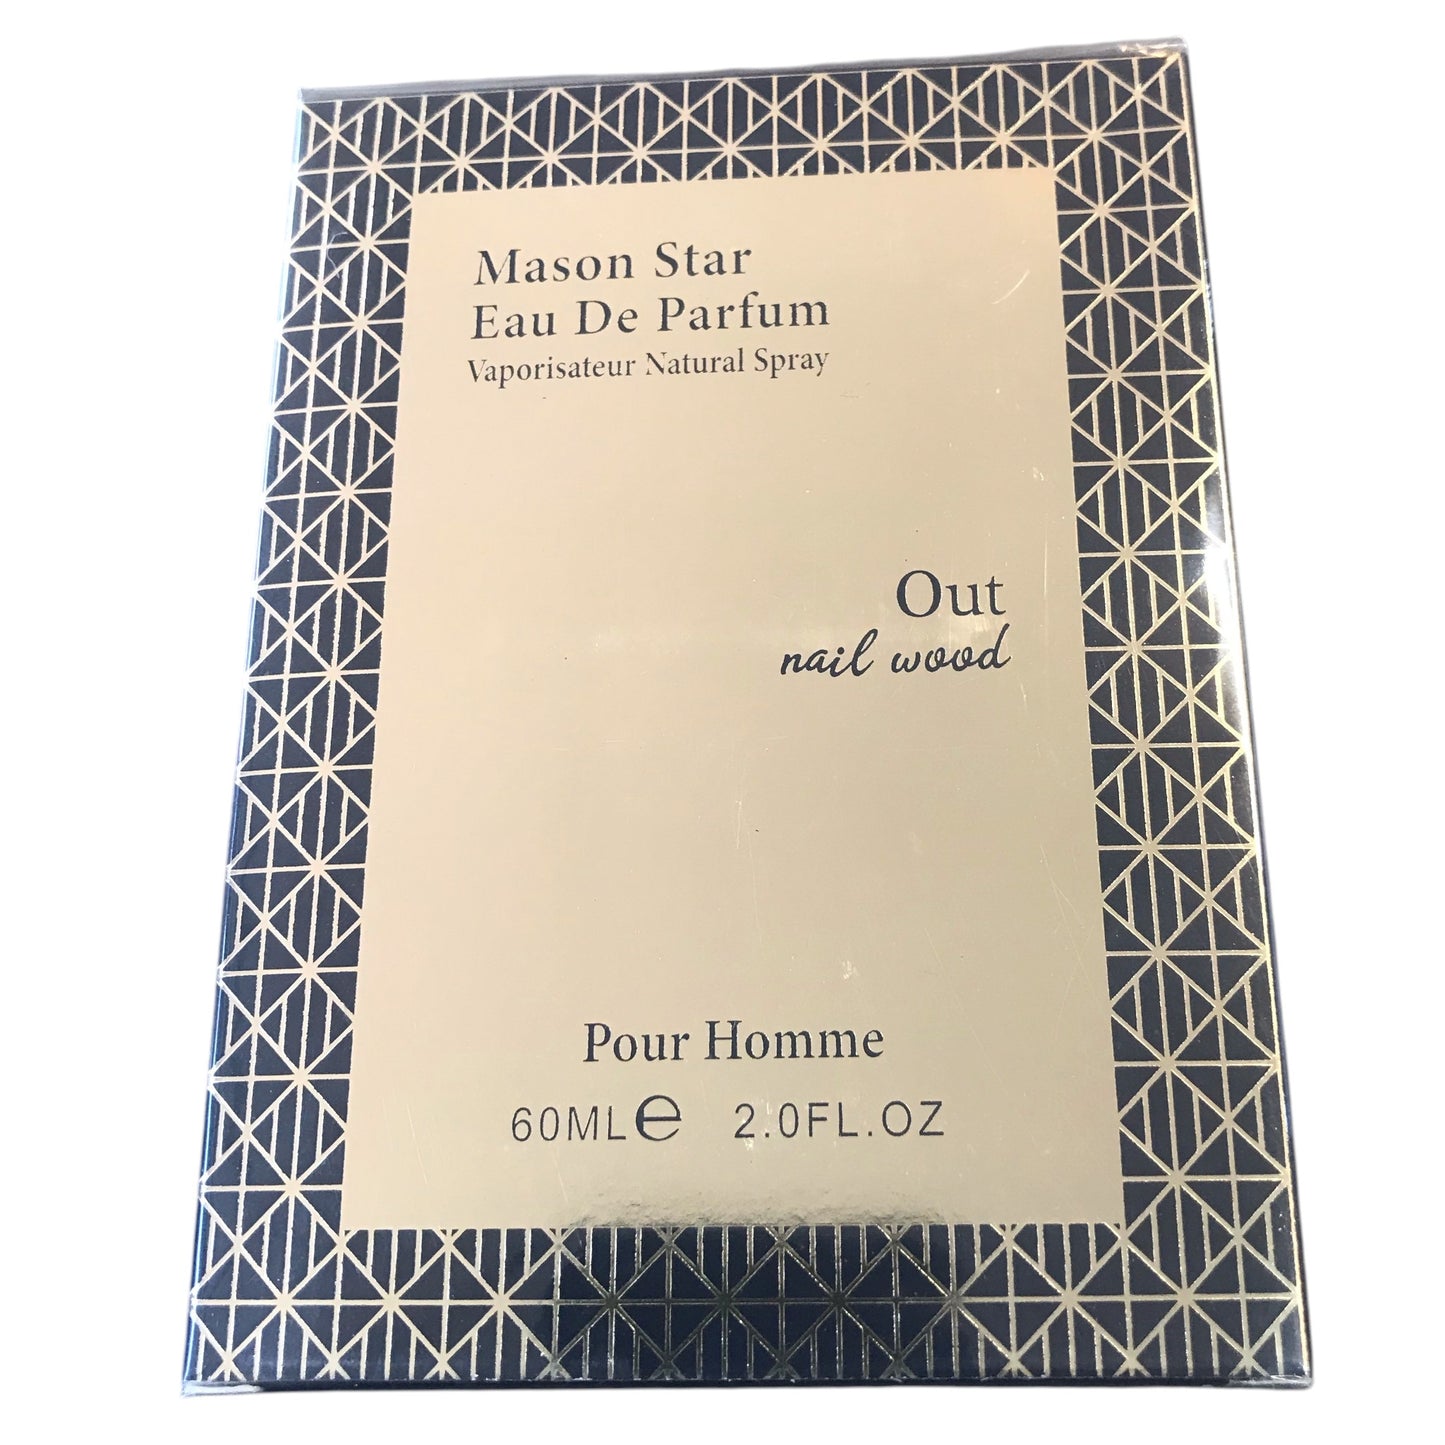 Mason Star
Eau De Parfum
Vaporisateur Natural Spray
Out
nail wood
Pour Homme
60ML℮ 2.0FL.OZ